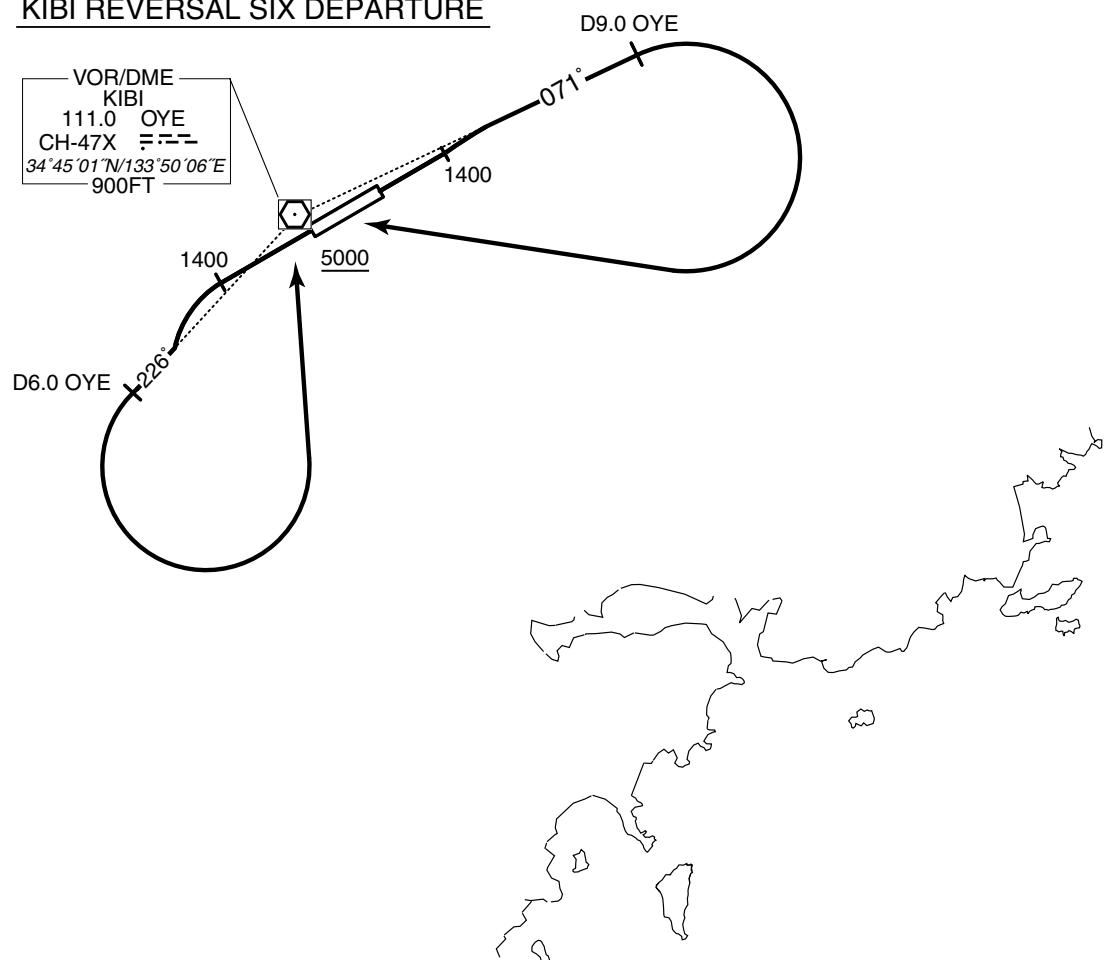 KIBI REVERSAL SIX DEPARTURE
D9.0 OYE
VOR/DME
KIBI
111.0 OYE
CH-47X
34°45´01˝N/133°50´06˝E
900FT
071°
1400
1400
5000
226°
D6.0 OYE